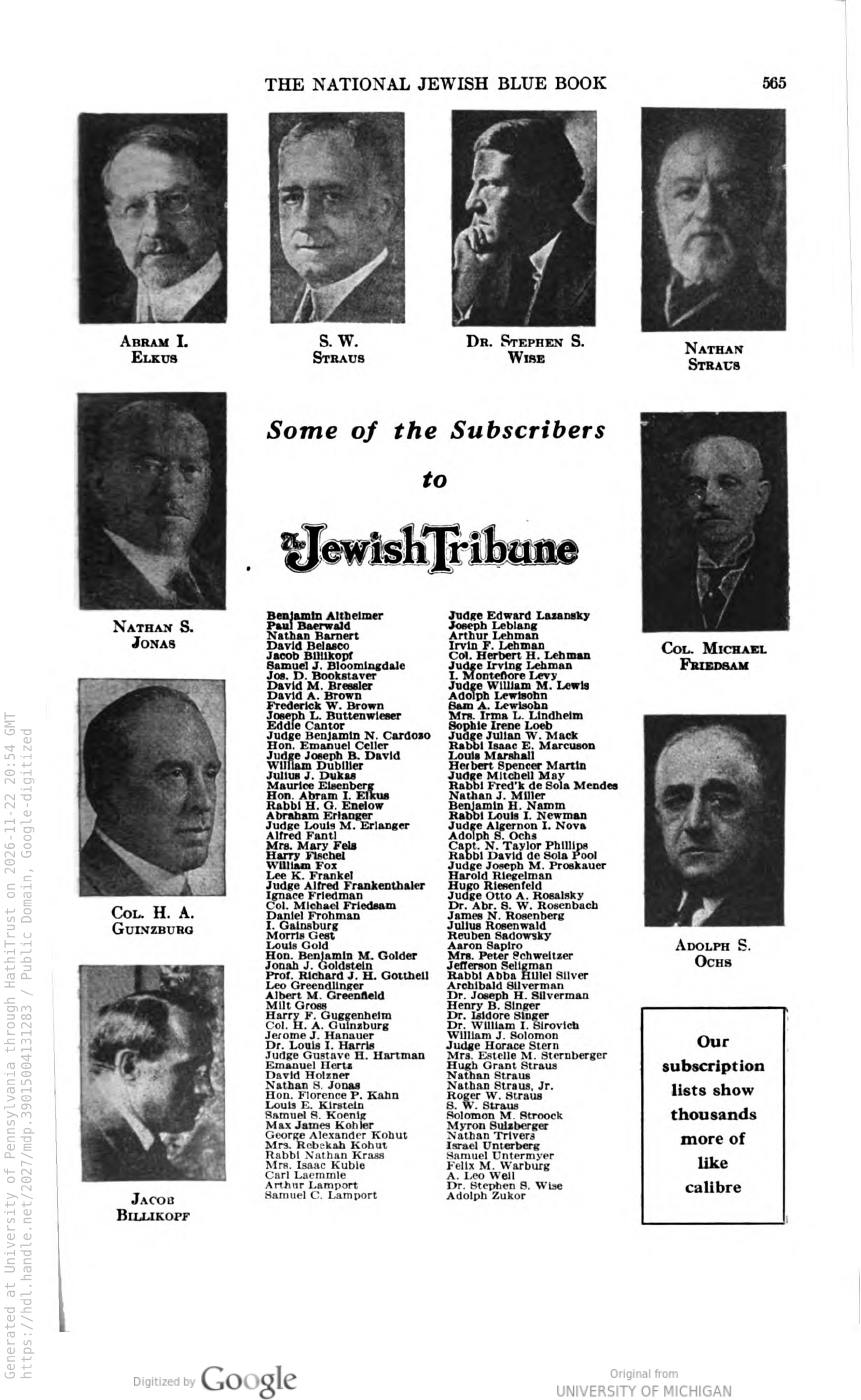 THE NATIONAL JEWISH BLUE BOOK
565
ABRAM I.
ELKUS
S. W.
STRAUS
DR. STEPHEN S.
WISE
NATHAN
STRAUS
NATHAN S.
JONAS
COL. H. A.
GUINZBURG
JACOB
BILLIKOPF
Some of the Subscribers
to
The Jewish Tribune
Benjamin Altheimer
Paul Baerwald
Nathan Barnert
David Belasco
Jacob Billikopf
Samuel J. Bloomingdale
Jos. D. Bookstaver
David M. Bressler
David A. Brown
Frederick W. Brown
Joseph L. Buttenwieser
Eddie Cantor
Judge Benjamin N. Cardozo
Hon. Emanuel Celler
Judge Joseph B. David
William Dubilier
Julius J. Dukas
Maurice Eisenberg
Hon. Abram I. Elkus
Rabbi H. G. Enelow
Abraham Erlanger
Judge Louis M. Erlanger
Alfred Fantl
Mrs. Mary Fels
Harry Fischel
William Fox
Lee K. Frankel
Judge Alfred Frankenthaler
Ignace Friedman
Col. Michael Friedsam
Daniel Frohman
I. Gainsburg
Morris Gest
Louis Gold
Hon. Benjamin M. Golder
Jonah J. Goldstein
Prof. Richard J. H. Gottheil
Leo Greendlinger
Albert M. Greenfield
Milt Gross
Harry F. Guggenheim
Col. H. A. Guinzburg
Jerome J. Hanauer
Dr. Louis I. Harris
Judge Gustave H. Hartman
Emanuel Hertz
David Holzner
Nathan S. Jonas
Hon. Florence P. Kahn
Louis E. Kirstein
Samuel S. Koenig
Max James Kohler
George Alexander Kohut
Mrs. Rebekah Kohut
Rabbi Nathan Krass
Mrs. Isaac Kubie
Carl Laemmle
Arthur Lamport
Samuel C. Lamport
Judge Edward Lazansky
Joseph Leblang
Arthur Lehman
Irvin F. Lehman
Col. Herbert H. Lehman
Judge Irving Lehman
I. Montefiore Levy
Judge William M. Lewis
Adolph Lewisohn
Sam A. Lewisohn
Mrs. Irma L. Lindheim
Sophie Irene Loeb
Judge Julian W. Mack
Rabbi Isaac E. Marcuson
Louis Marshall
Herbert Spencer Martin
Judge Mitchell May
Rabbi Fred'k de Sola Mendes
Nathan J. Miller
Benjamin H. Namm
Rabbi Louis I. Newman
Judge Algernon I. Nova
Adolph S. Ochs
Capt. N. Taylor Phillips
Rabbi David de Sola Pool
Judge Joseph M. Proskauer
Harold Riegelman
Hugo Riesenfeld
Judge Otto A. Rosalsky
Dr. Abr. S. W. Rosenbach
James N. Rosenberg
Julius Rosenwald
Reuben Sadowsky
Aaron Sapiro
Mrs. Peter Schweitzer
Jefferson Seligman
Rabbi Abba Hillel Silver
Archibald Silverman
Dr. Joseph H. Silverman
Henry B. Singer
Dr. Isidore Singer
Dr. William I. Sirovich
William J. Solomon
Judge Horace Stern
Mrs. Estelle M. Sternberger
Hugh Grant Straus
Nathan Straus
Nathan Straus, Jr.
Roger W. Straus
S. W. Straus
Solomon M. Stroock
Myron Sulzberger
Nathan Trivers
Israel Unterberg
Samuel Untermyer
Felix M. Warburg
A. Leo Weil
Dr. Stephen S. Wise
Adolph Zukor
COL. MICHAEL
FRIEDSAM
ADOLPH S.
OCHS
Our
subscription
lists show
thousands
more of
like
calibre
Generated at University of Pennsylvania through HathiTrust on 2026-11-22 20:54 GMT
https://hdl.handle.net/2027/mdp.39015004131283 / Public Domain, Google-digitized
Digitized by Google
Original from
UNIVERSITY OF MICHIGAN